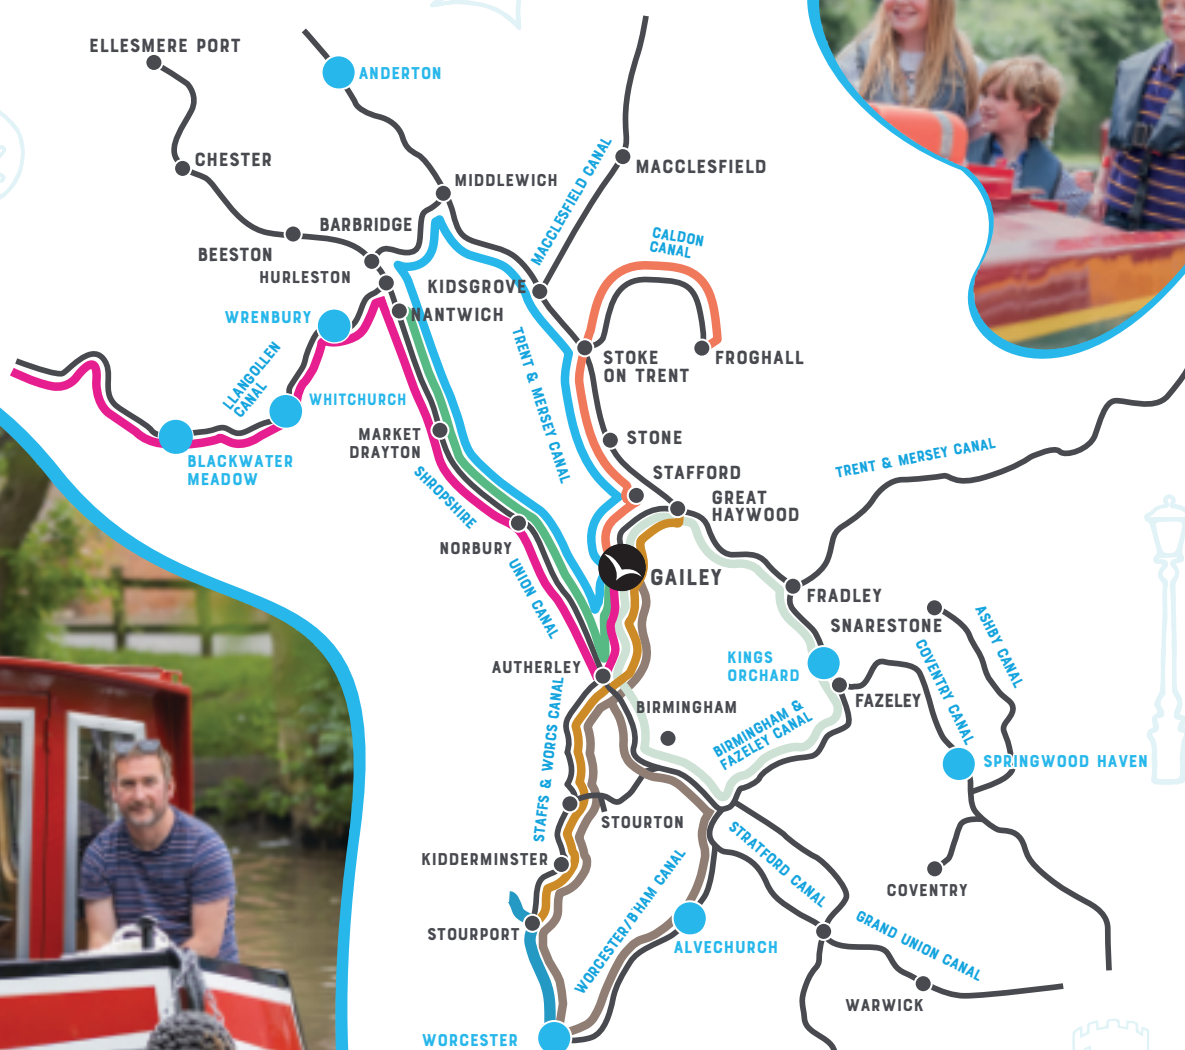 ELLESMERE PORT
ANDERTON
CHESTER
MIDDLEWICH
MACCLESFIELD
MACCLESFIELD CANAL
BARBRIDGE
BEESTON
HURLESTON
CALDON
CANAL
KIDSGROVE
NANTWICH
WRENBURY
LLANGOLLEN
CANAL
WHITCHURCH
TRENT & MERSEY CANAL
STOKE
ON TRENT
FROGHALL
MARKET
DRAYTON
STONE
BLACKWATER
MEADOW
SHROPSHIRE
UNION CANAL
STAFFORD
GREAT
HAYWOOD
TRENT & MERSEY CANAL
NORBURY
GAILEY
FRADLEY
SNARESTONE
ASHBY CANAL
COVENTRY CANAL
AUTHERLEY
KINGS
ORCHARD
FAZELEY
BIRMINGHAM
BIRMINGHAM &
FAZELEY CANAL
SPRINGWOOD HAVEN
STAFFS & WORCS CANAL
STOURTON
STRATFORD CANAL
KIDDERMINSTER
COVENTRY
WORCESTER/B'HAM CANAL
STOURPORT
ALVECHURCH
GRAND UNION CANAL
WARWICK
WORCESTER